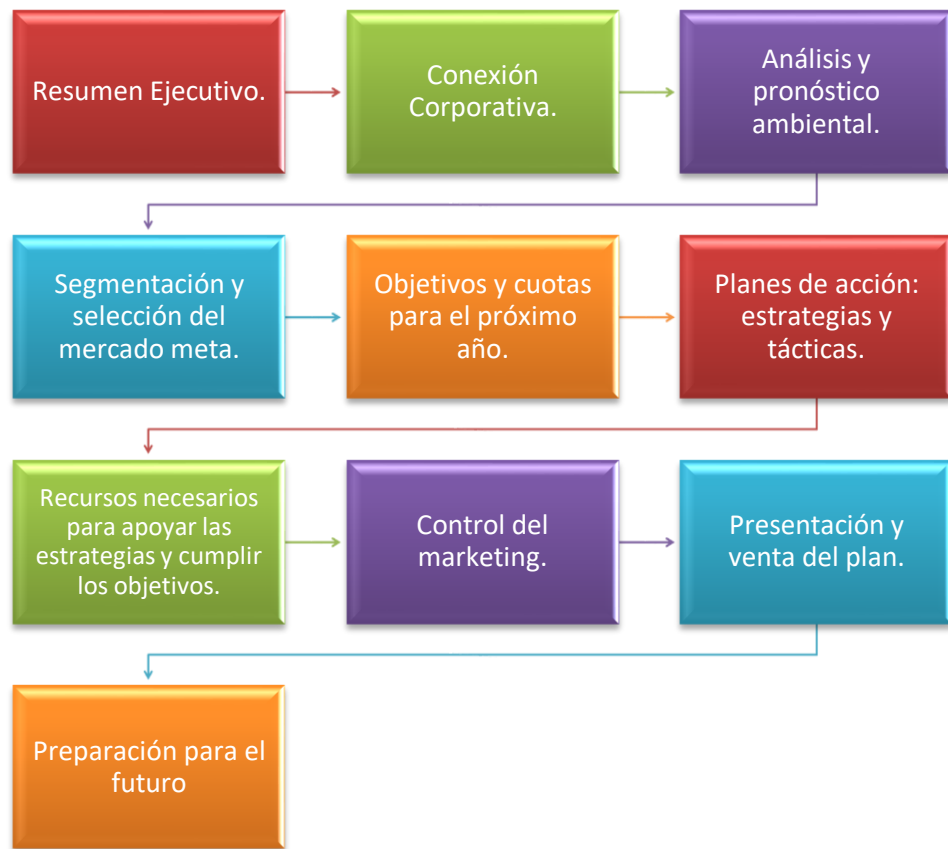 Resumen Ejecutivo.
Conexión
Corporativa.
Análisis y
pronóstico
ambiental.
Segmentación y
selección del
mercado meta.
Objetivos y cuotas
para el próximo
año.
Planes de acción:
estrategias y
tácticas.
Recursos necesarios
para apoyar las
estrategias y cumplir
los objetivos.
Control del
marketing.
Presentación y
venta del plan.
Preparación para el
futuro